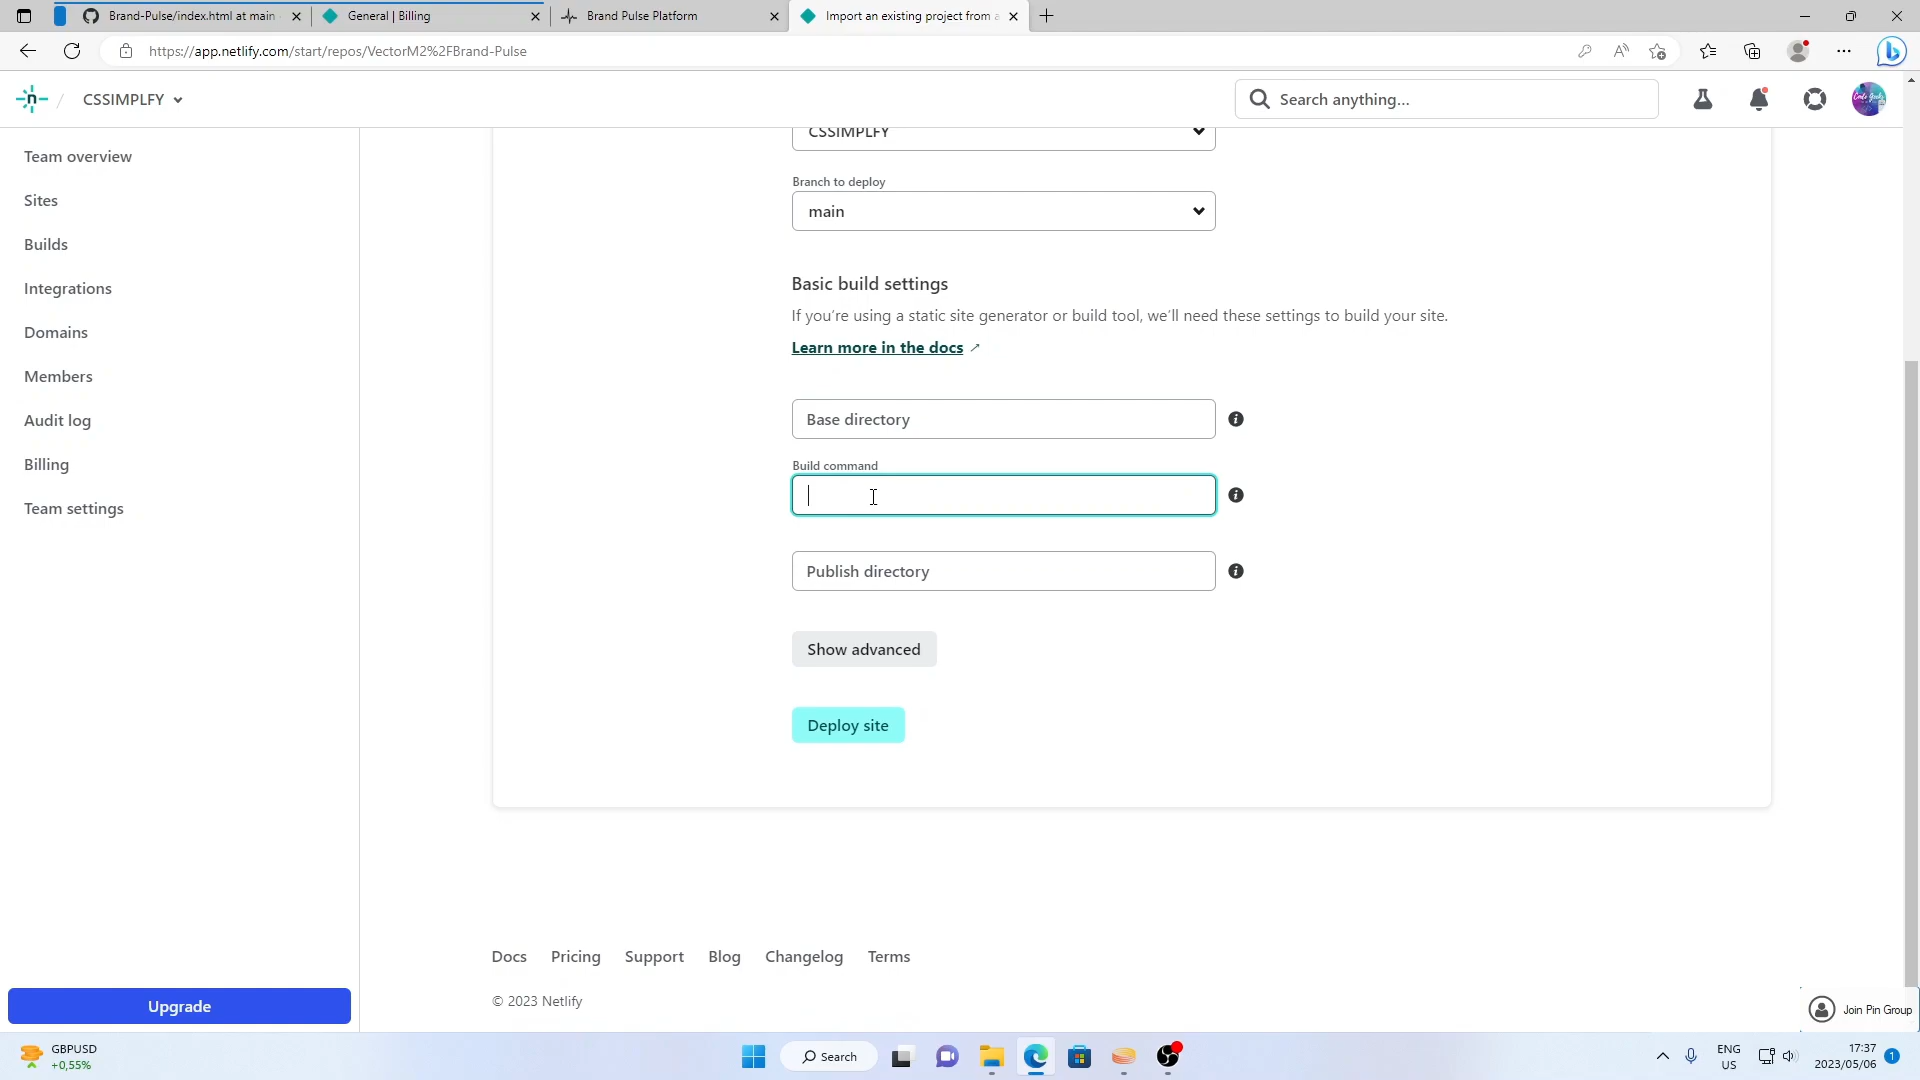 Brand-Pulse/index.html at main
General | Billing
Brand Pulse Platform
Import an existing project from a
https://app.netlify.com/start/repos/VectorM2%2FBrand-Pulse
CSSIMPLFY
Search anything...
Team overview
Sites
Builds
Integrations
Domains
Members
Audit log
Billing
Team settings
Upgrade
CSSIMPLFY
Branch to deploy
main
Basic build settings
If you're using a static site generator or build tool, we'll need these settings to build your site.
Learn more in the docs
Base directory
Build command
Publish directory
Show advanced
Deploy site
Docs Pricing Support Blog Changelog Terms
© 2023 Netlify
Join Pin Group
GBPUSD
+0,55%
Search
ENG
US
17:37
2023/05/06
1